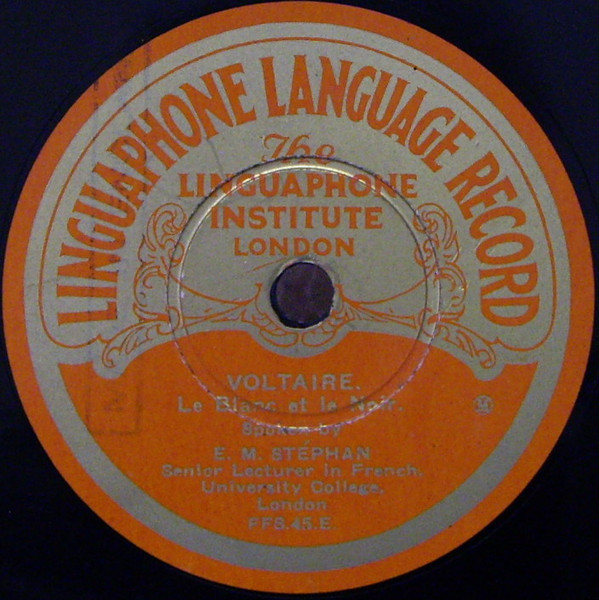 LINGUAPHONE LANGUAGE RECORD
The
LINGUAPHONE
INSTITUTE
LONDON
VOLTAIRE.
Le Blanc et le Noir.
Spoken by
E. M. STÉPHAN
Senior Lecturer in French,
University College,
London
FFS.45.E.